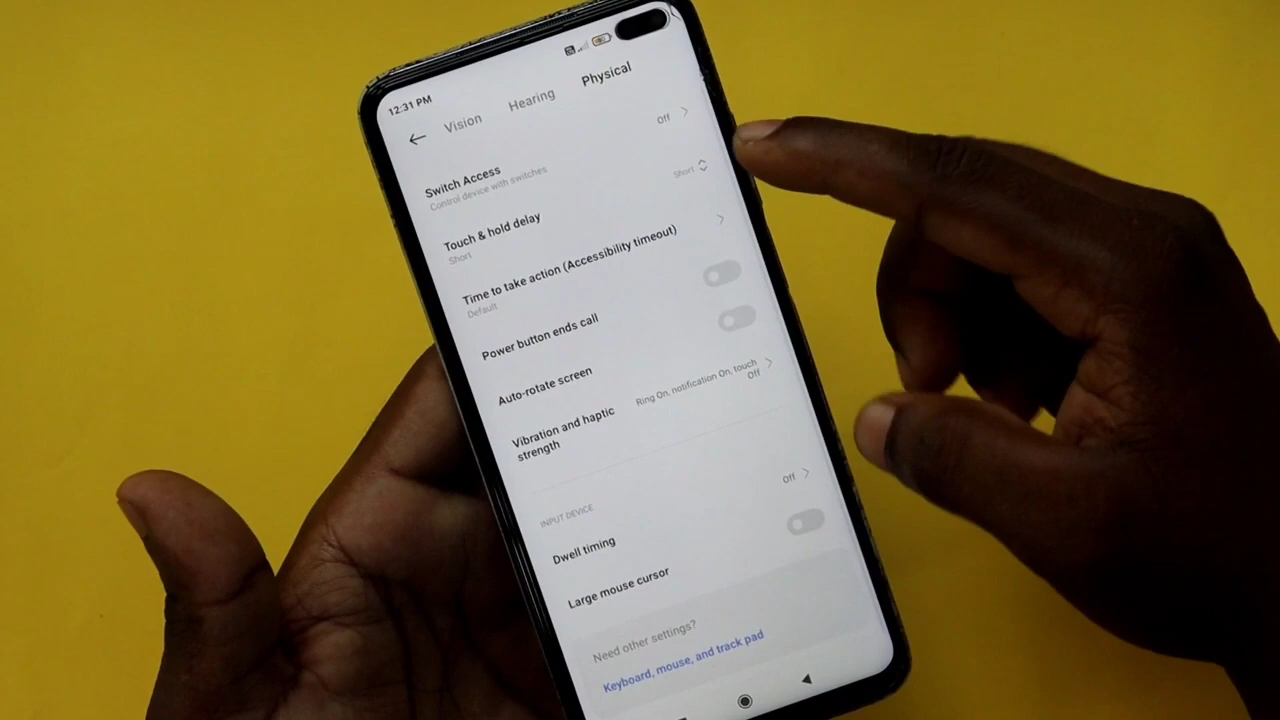 12:31 PM
Vision
Hearing
Physical
Switch Access
Control device with switches
Off
Touch & hold delay
Short
Short
Time to take action (Accessibility timeout)
Default
Power button ends call
Auto-rotate screen
Vibration and haptic
strength
Ring On, notification On, touch
Off
INPUT DEVICE
Dwell timing
Off
Large mouse cursor
Need other settings?
Keyboard, mouse, and track pad